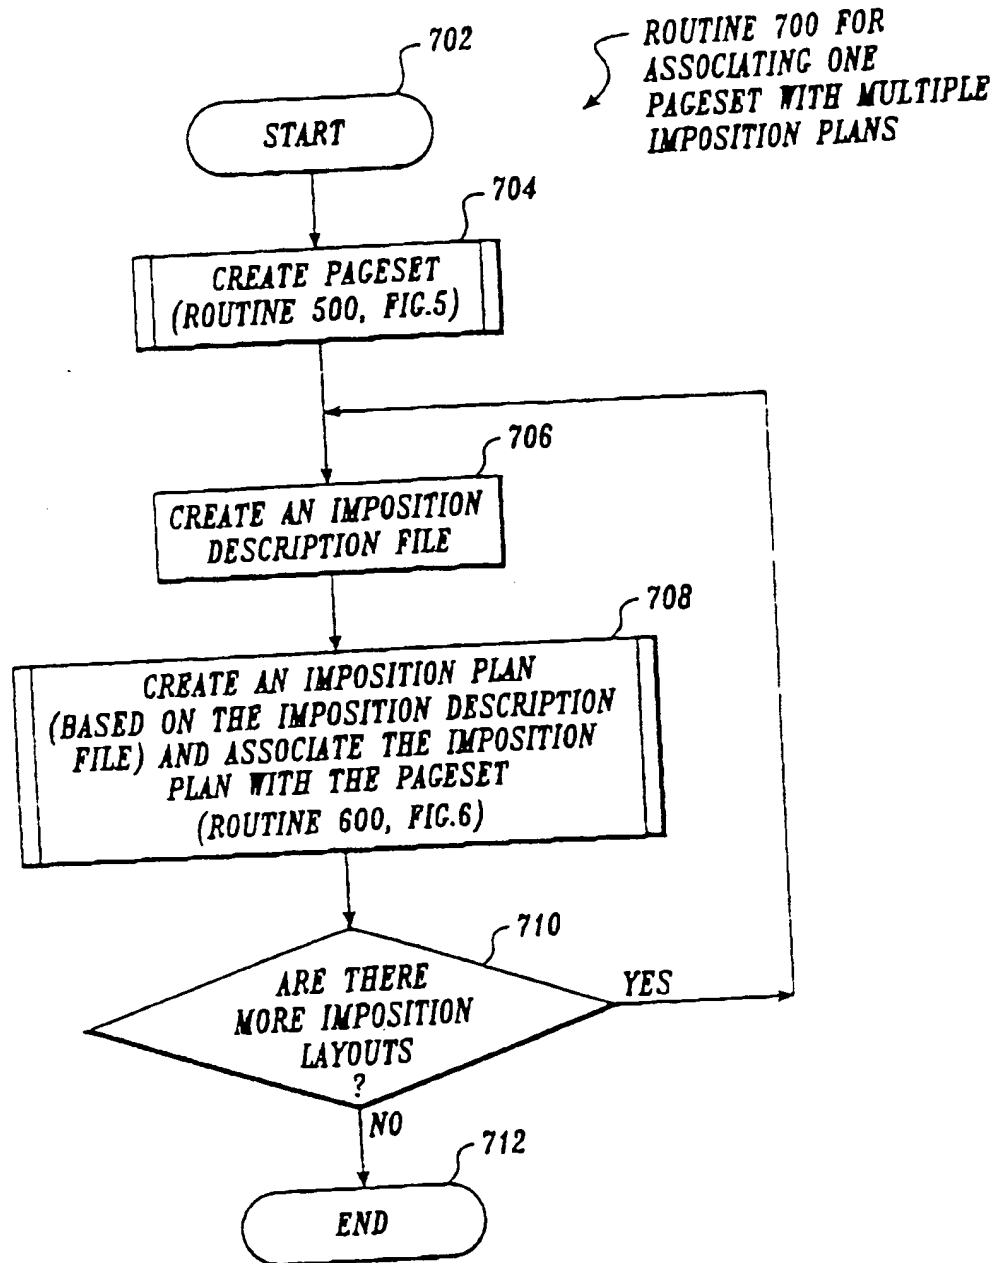 702
ROUTINE 700 FOR
ASSOCIATING ONE
PAGESET WITH MULTIPLE
IMPOSITION PLANS
START
704
CREATE PAGESET
(ROUTINE 500, FIG.5)
706
CREATE AN IMPOSITION
DESCRIPTION FILE
708
CREATE AN IMPOSITION PLAN
(BASED ON THE IMPOSITION DESCRIPTION
FILE) AND ASSOCIATE THE IMPOSITION
PLAN WITH THE PAGESET
(ROUTINE 600, FIG.6)
710
ARE THERE
MORE IMPOSITION
LAYOUTS
?
YES
NO
712
END